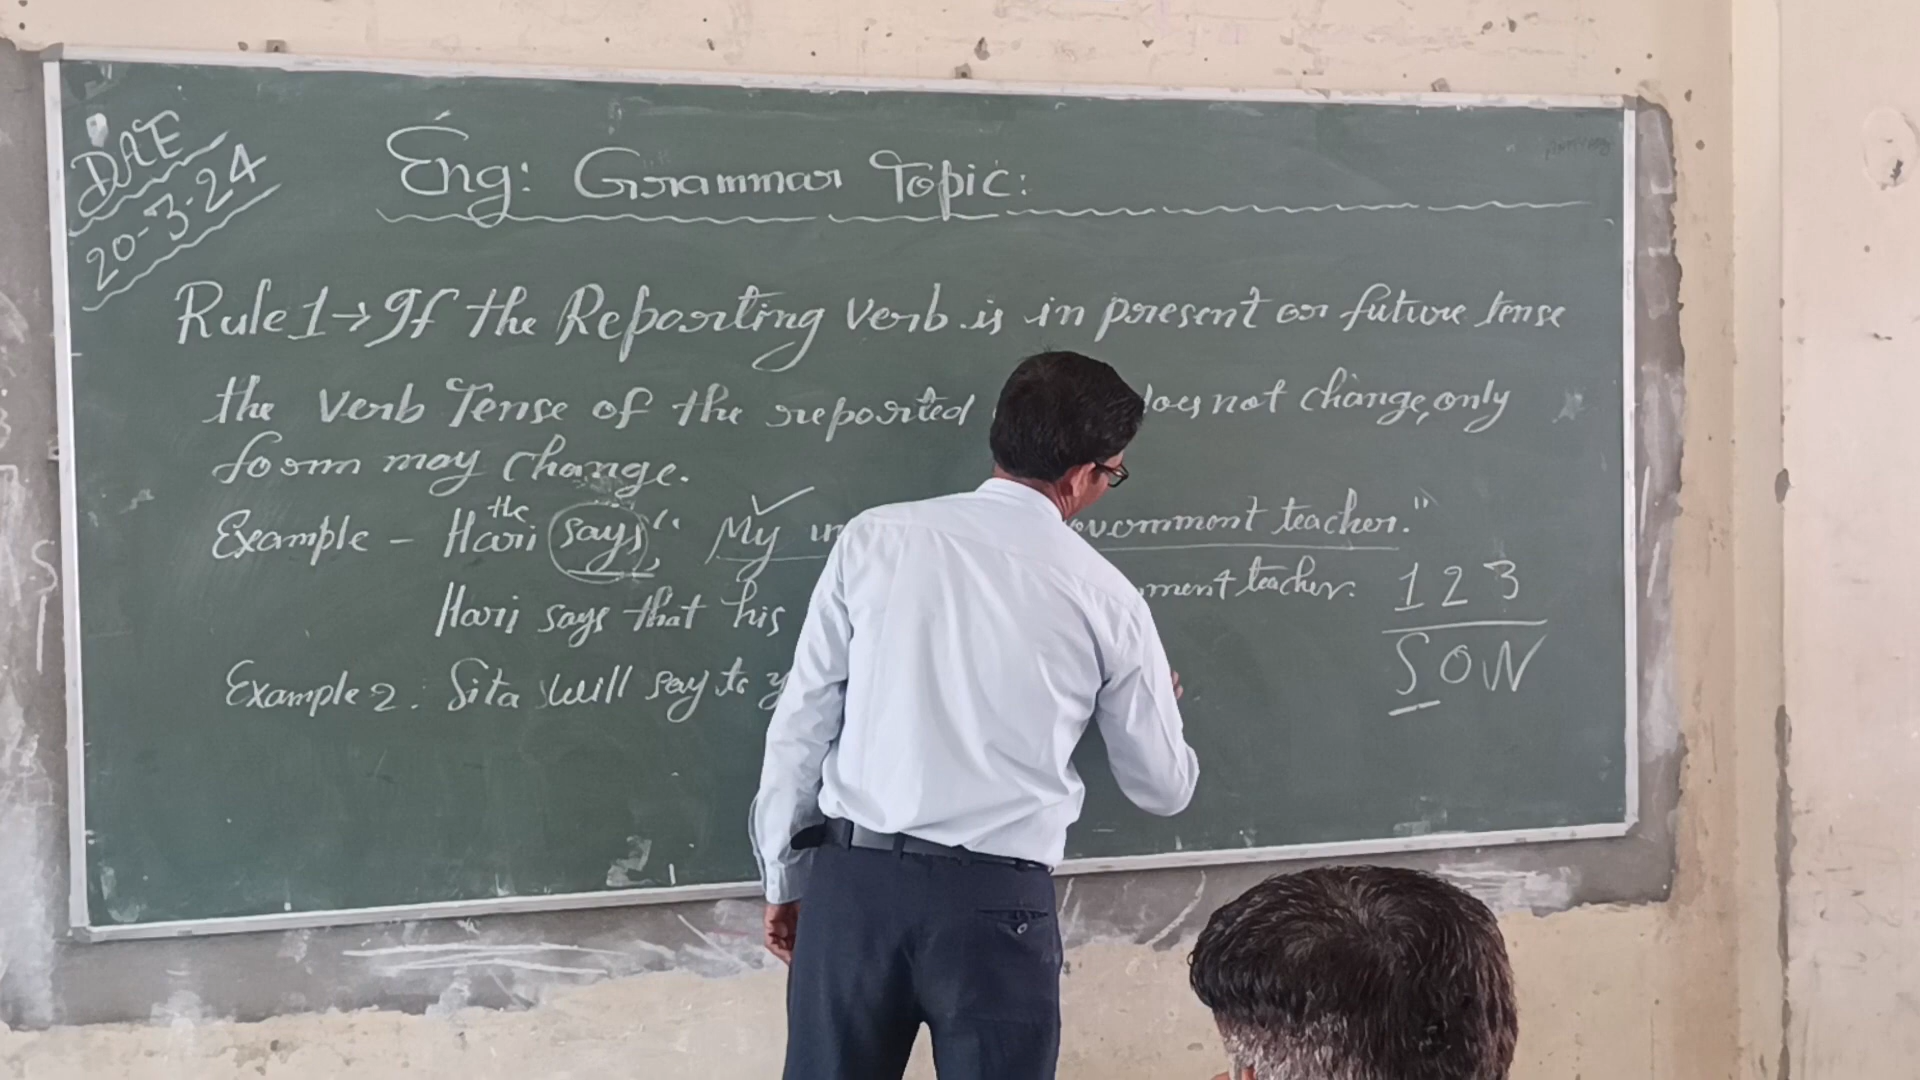 DATE
20-3-24
Eng: Grammar Topic:
Rule 1→ If the Reporting Verb is in present or future tense
the Verb Tense of the reported does not change, only
form may change.
the
Example - Hari says, " My government teacher."
Hari says that his ment teacher.
1 2 3
S O N
Example 2. Sita will say to